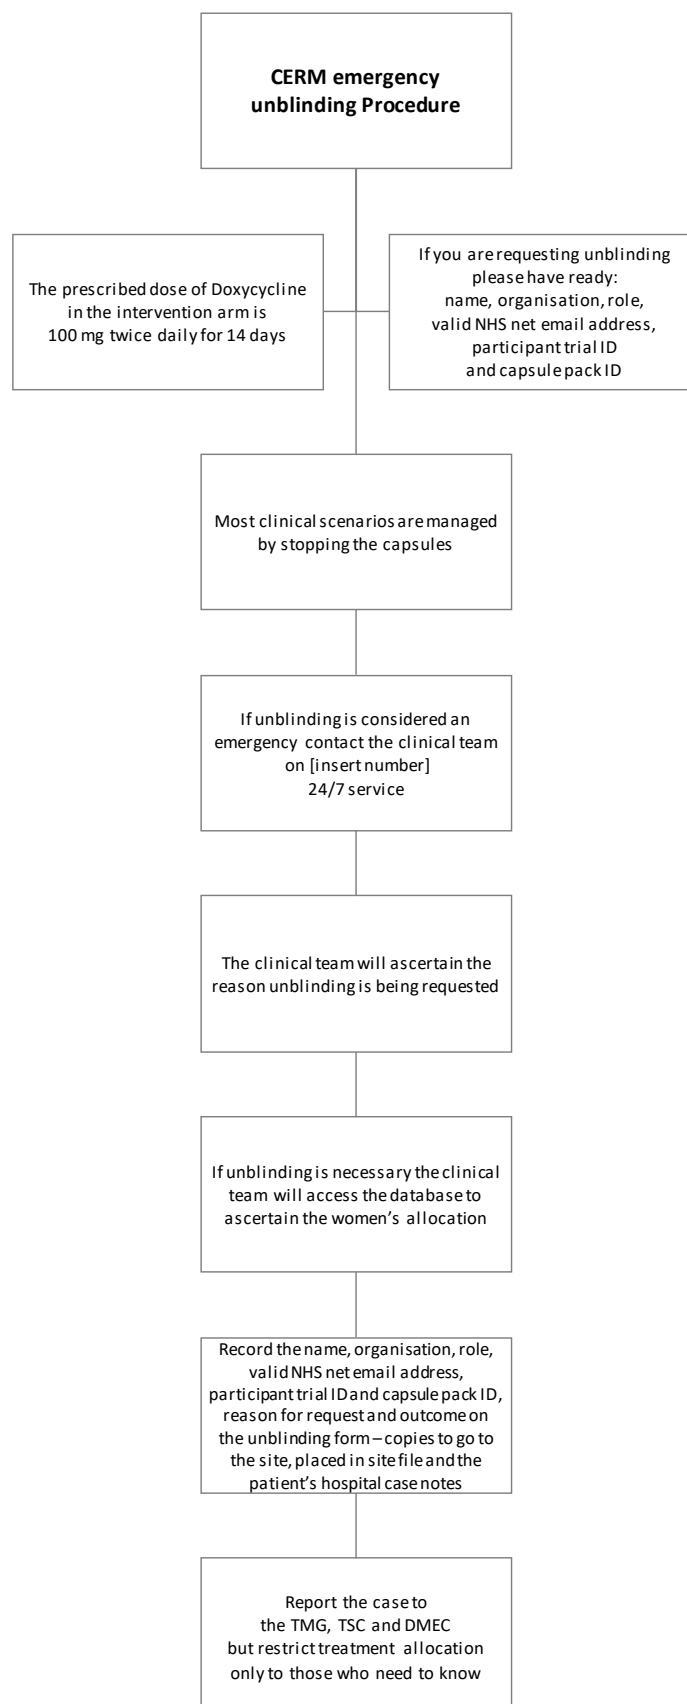 CERM emergency
unblinding Procedure
The prescribed dose of Doxycycline
in the intervention arm is
100 mg twice daily for 14 days
If you are requesting unblinding
please have ready:
name, organisation, role,
valid NHS net email address,
participant trial ID
and capsule pack ID
Most clinical scenarios are managed
by stopping the capsules
If unblinding is considered an
emergency contact the clinical team
on [insert number]
24/7 service
The clinical team will ascertain the
reason unblinding is being requested
If unblinding is necessary the clinical
team will access the database to
ascertain the women’s allocation
Record the name, organisation, role,
valid NHS net email address,
participant trial ID and capsule pack ID,
reason for request and outcome on
the unblinding form – copies to go to
the site, placed in site file and the
patient’s hospital case notes
Report the case to
the TMG, TSC and DMEC
but restrict treatment allocation
only to those who need to know